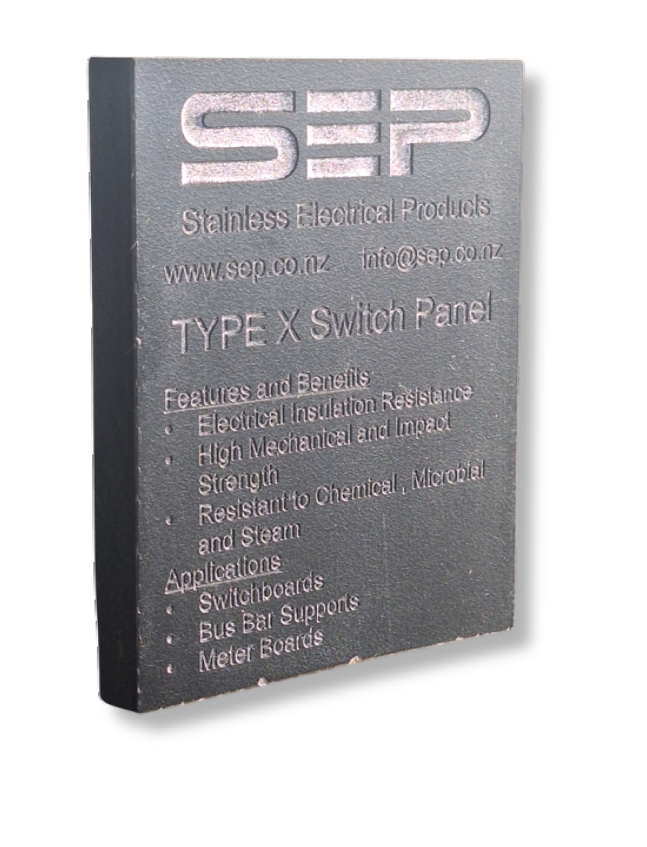 SEP
Stainless Electrical Products
www.sep.co.nz info@sep.co.nz
TYPE X Switch Panel
Features and Benefits
• Electrical Insulation Resistance
• High Mechanical and Impact
Strength
• Resistant to Chemical , Microbial
and Steam
Applications
• Switchboards
• Bus Bar Supports
• Meter Boards